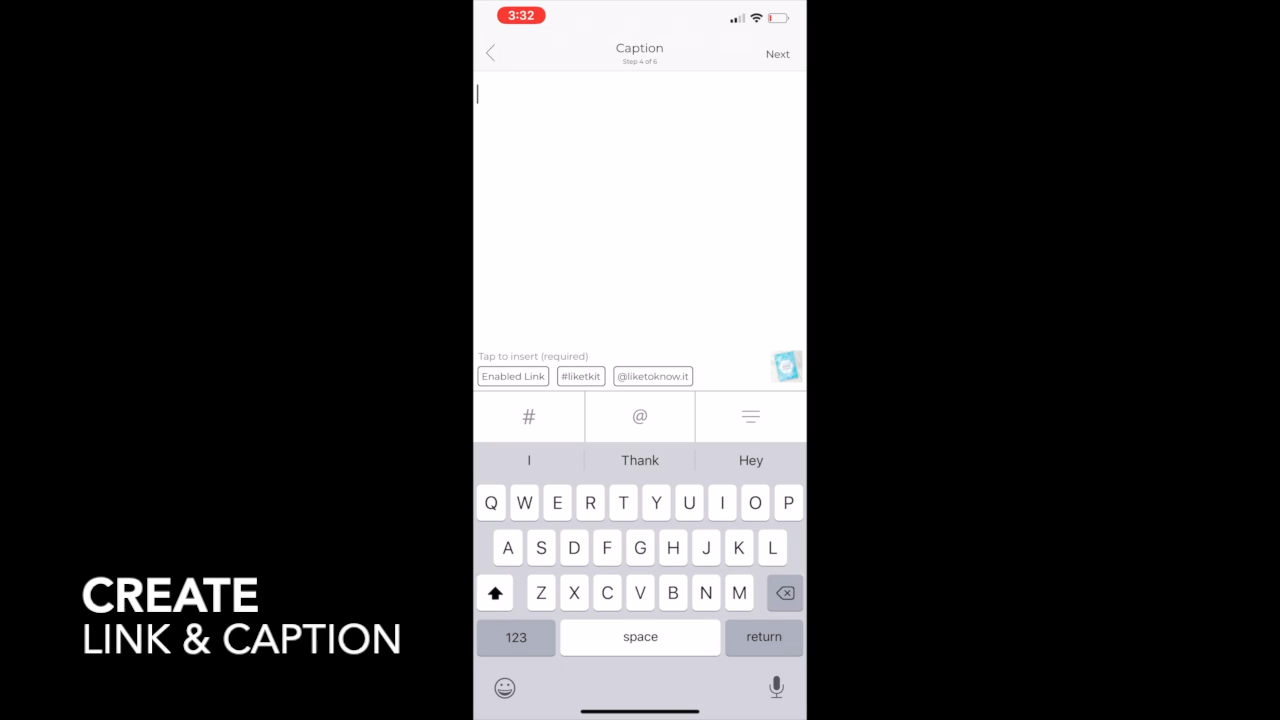 3:32
Caption
Next
Step 4 of 6
Tap to insert (required)
Enabled Link #liketkit @liketoknow.it
# @
I Thank Hey
Q W E R T Y U I O P
A S D F G H J K L
Z X C V B N M
123 space return
CREATE
LINK & CAPTION